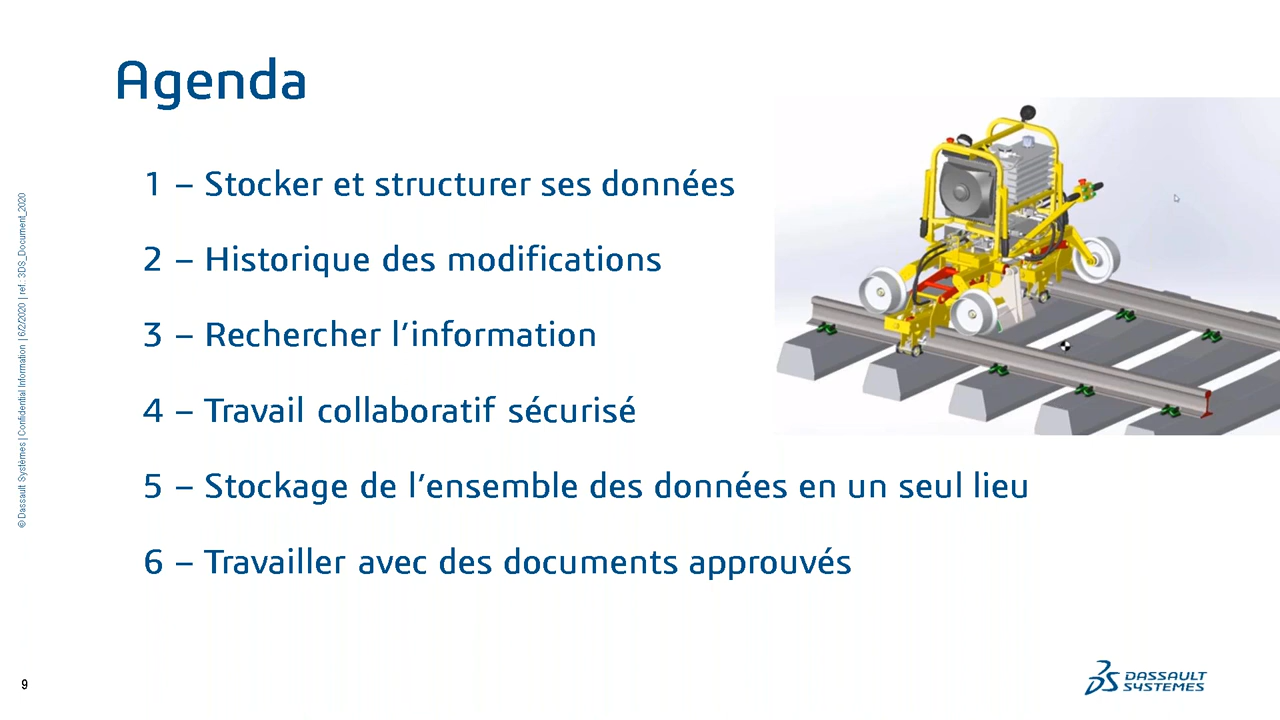 Agenda
1 – Stocker et structurer ses données
2 – Historique des modifications
3 – Rechercher l’information
4 – Travail collaboratif sécurisé
5 – Stockage de l’ensemble des données en un seul lieu
6 – Travailler avec des documents approuvés
© Dassault Systèmes | Confidential Information | 6/2/2020 | ref.: 3DS_Document_2020
9
DASSAULT
SYSTEMES